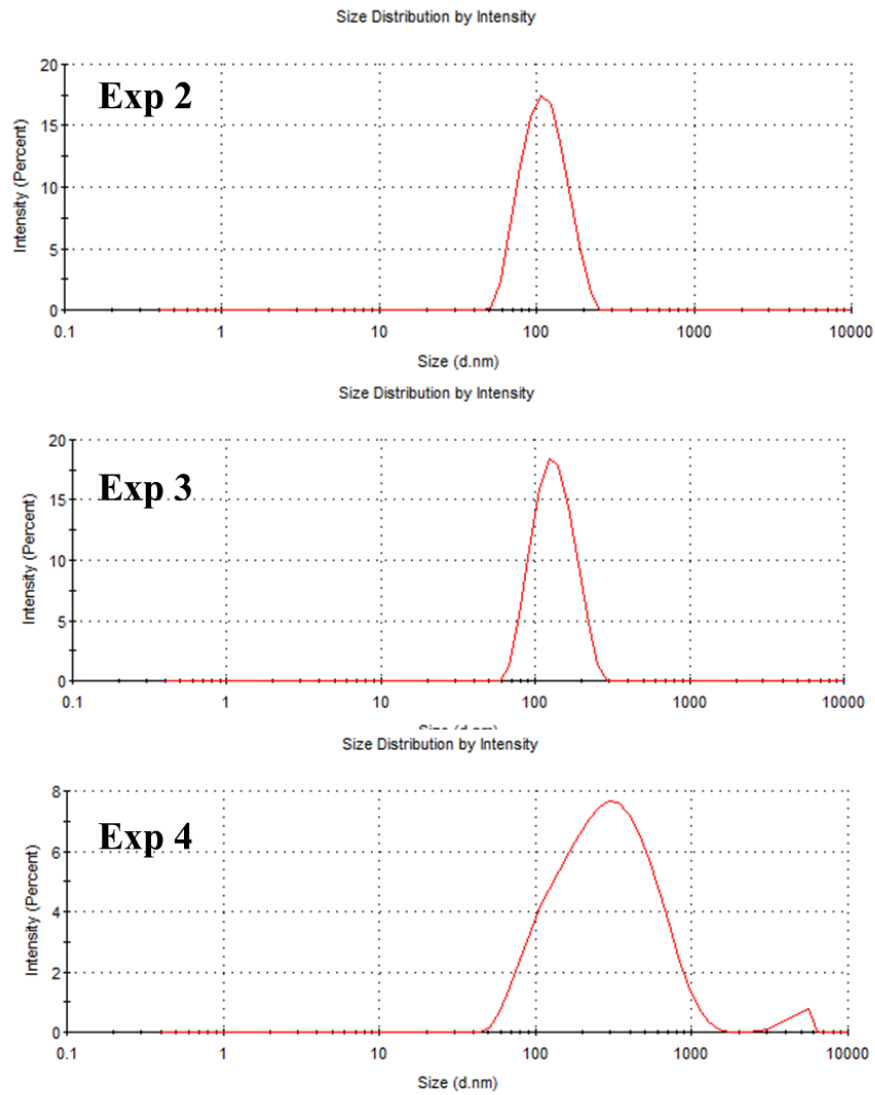 Size Distribution by Intensity
20
15
10
5
0
Exp 2
Intensity (Percent)
0.1 1 10 100 1000 10000
Size (d.nm)
Size Distribution by Intensity
20
15
10
5
0
Exp 3
Intensity (Percent)
0.1 1 10 100 1000 10000
Size (d.nm)
Size Distribution by Intensity
8
6
4
2
0
Exp 4
Intensity (Percent)
0.1 1 10 100 1000 10000
Size (d.nm)